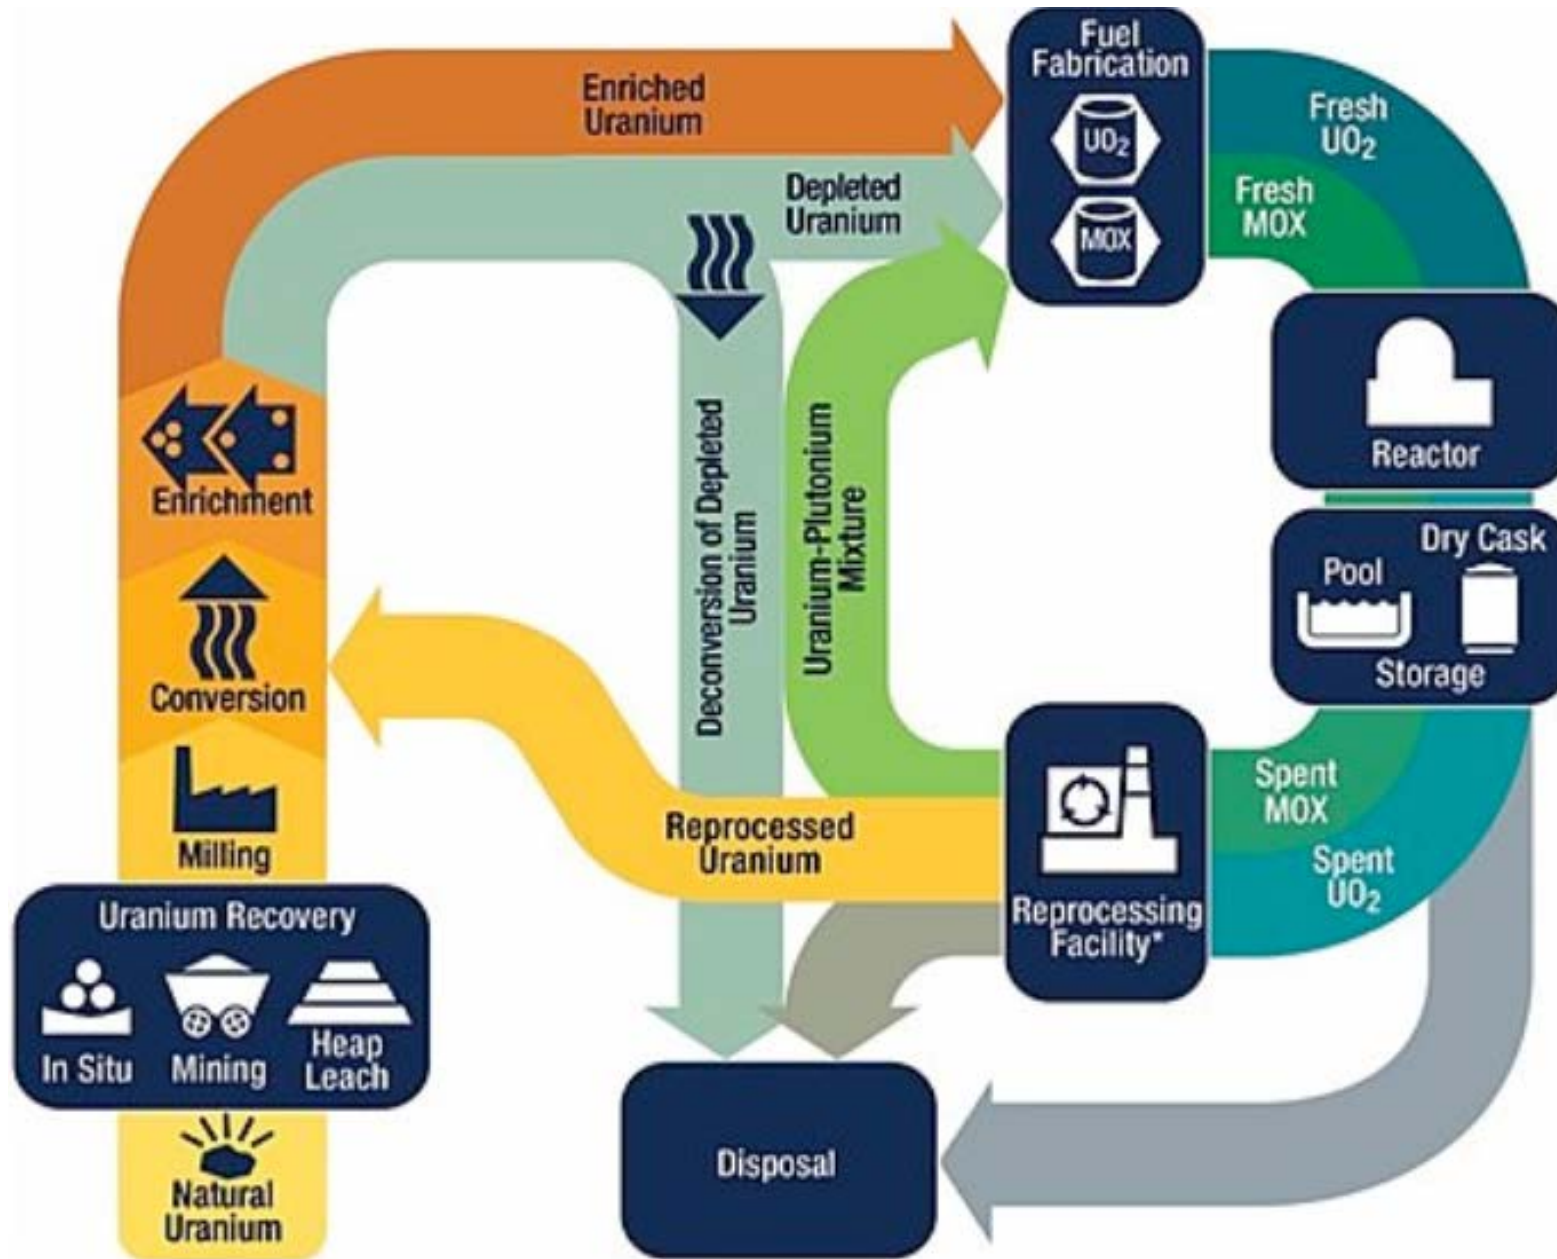 Fuel
Fabrication
UO2
MOX
Enriched
Uranium
Depleted
Uranium
Fresh
UO2
Fresh
MOX
Reactor
Dry Cask
Pool
Storage
Enrichment
Conversion
Milling
Deconversion of Depleted
Uranium
Uranium-Plutonium
Mixture
Reprocessed
Uranium
Reprocessing
Facility*
Spent
MOX
Spent
UO2
Uranium Recovery
In Situ
Mining
Heap
Leach
Natural
Uranium
Disposal